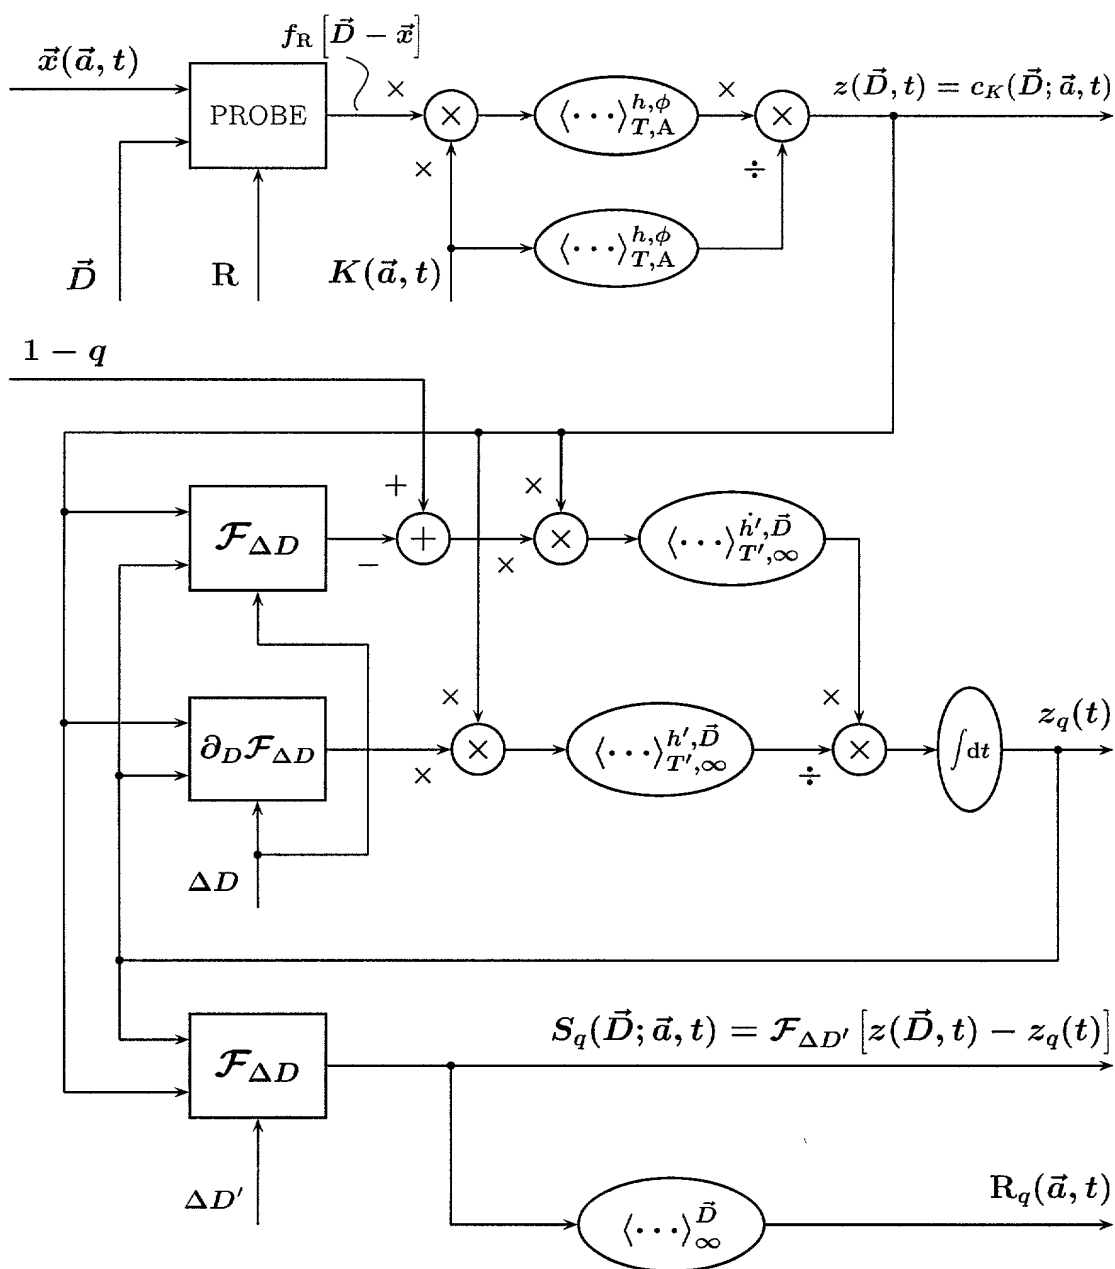 f_R [D⃗ − x⃗]
x⃗(a⃗, t)
× × z(D⃗, t) = c_K(D⃗; a⃗, t)
PROBE × ⟨···⟩^{h,ϕ}_{T,A} ×
× ÷
⟨···⟩^{h,ϕ}_{T,A}
D⃗ R K(a⃗, t)
1 − q
+ ×
ℱ_{ΔD} + × ⟨···⟩^{ḣ′,D⃗}_{T′,∞}
− ×
× × z_q(t)
∂_D ℱ_{ΔD} × ⟨···⟩^{h′,D⃗}_{T′,∞} × ∫dt
× ÷
ΔD
S_q(D⃗; a⃗, t) = ℱ_{ΔD′} [z(D⃗, t) − z_q(t)]
ℱ_{ΔD}
ΔD′ R_q(a⃗, t)
⟨···⟩^{D⃗}_{∞}